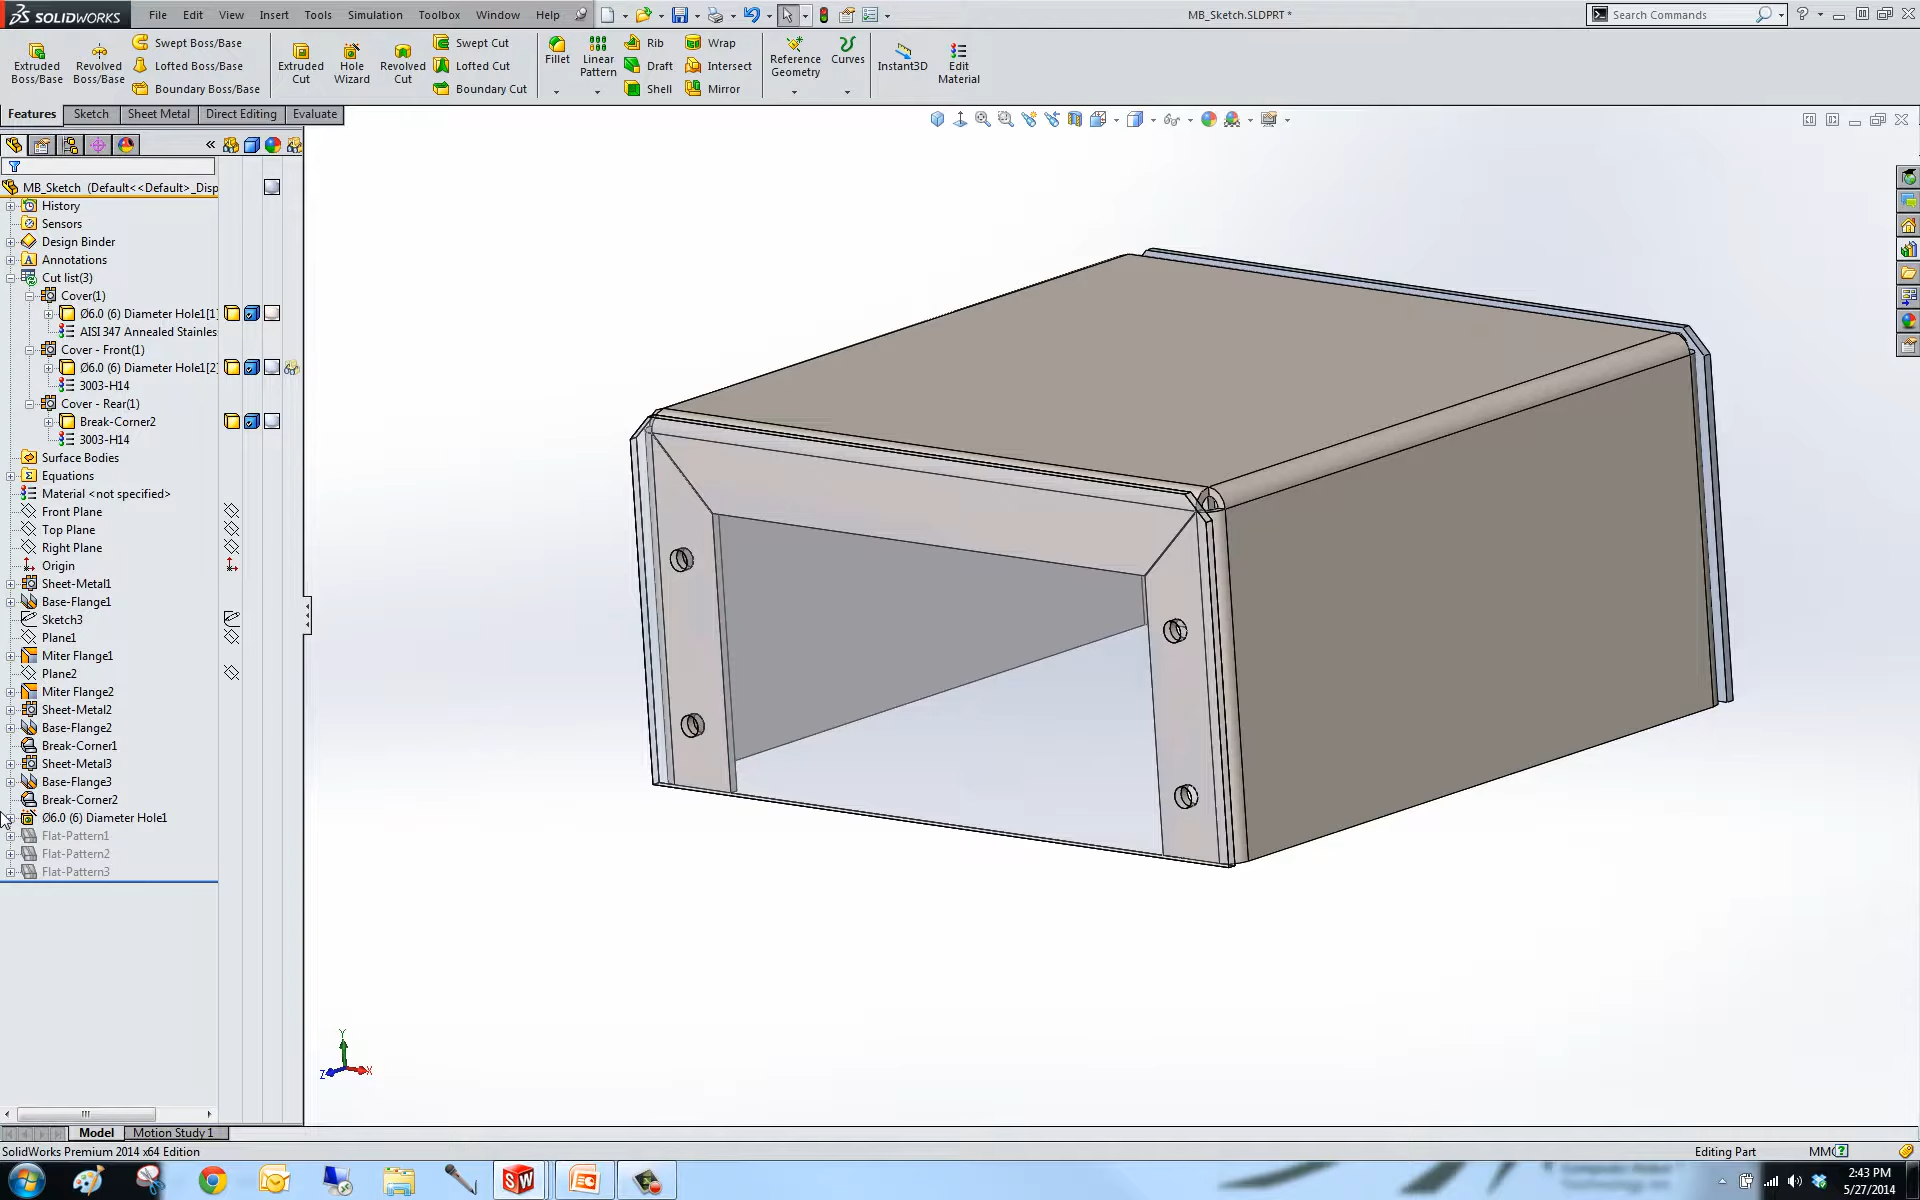 SOLIDWORKS File Edit View Insert Tools Simulation Toolbox Window Help MB_Sketch.SLDPRT * Search Commands
Extruded Boss/Base
Revolved Boss/Base
Swept Boss/Base
Lofted Boss/Base
Boundary Boss/Base
Extruded Cut
Hole Wizard
Revolved Cut
Swept Cut
Lofted Cut
Boundary Cut
Fillet
Linear Pattern
Rib
Draft
Shell
Wrap
Intersect
Mirror
Reference Geometry
Curves
Instant3D
Edit Material
Features Sketch Sheet Metal Direct Editing Evaluate
MB_Sketch (Default<<Default>_Disp
History
Sensors
Design Binder
Annotations
Cut list(3)
Cover(1)
Ø6.0 (6) Diameter Hole1[1]
AISI 347 Annealed Stainles
Cover - Front(1)
Ø6.0 (6) Diameter Hole1[2]
3003-H14
Cover - Rear(1)
Break-Corner2
3003-H14
Surface Bodies
Equations
Material <not specified>
Front Plane
Top Plane
Right Plane
Origin
Sheet-Metal1
Base-Flange1
Sketch3
Plane1
Miter Flange1
Plane2
Miter Flange2
Sheet-Metal2
Base-Flange2
Break-Corner1
Sheet-Metal3
Base-Flange3
Break-Corner2
Ø6.0 (6) Diameter Hole1
Flat-Pattern1
Flat-Pattern2
Flat-Pattern3
Y
Z X
Model Motion Study 1
SolidWorks Premium 2014 x64 Edition Editing Part
2:43 PM
5/27/2014